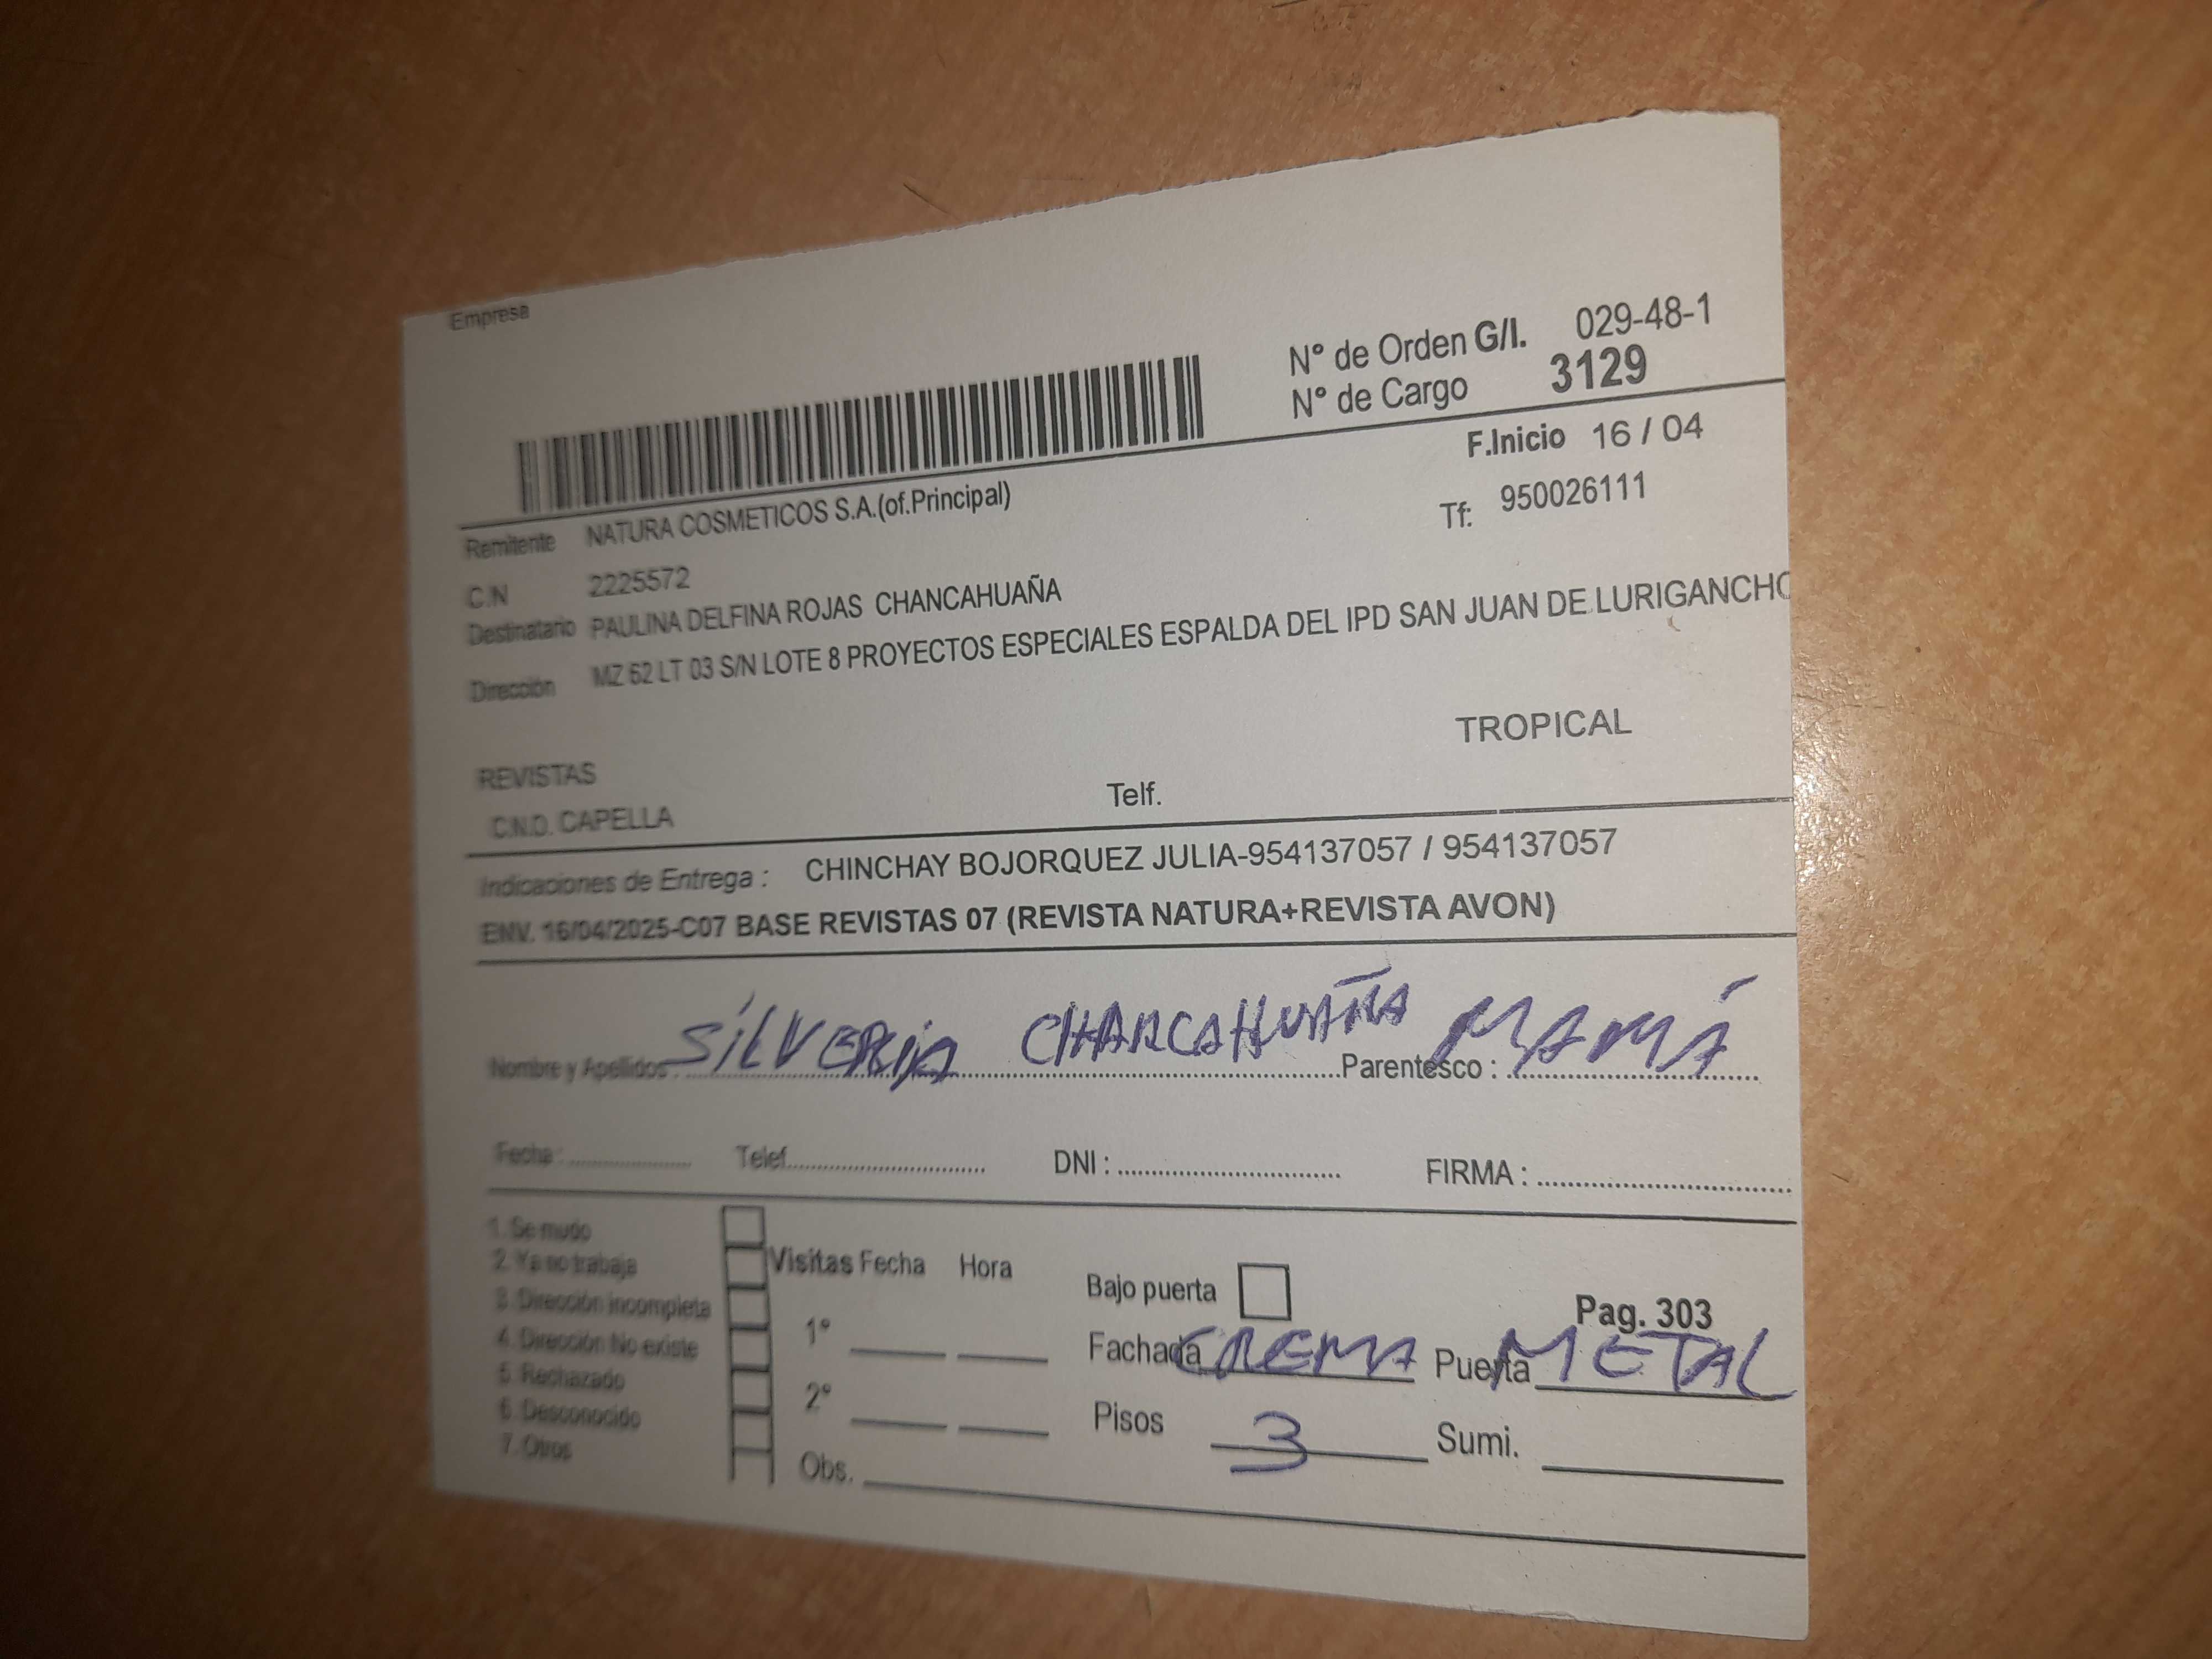 Empresa
N° de Orden G/I. 029-48-1
N° de Cargo 3129
F.Inicio 16 / 04
Remitente NATURA COSMETICOS S.A.(of.Principal)
Tf: 950026111
C.N 2225572
Destinatario PAULINA DELFINA ROJAS CHANCAHUAÑA
Dirección MZ 62 LT 03 S/N LOTE 8 PROYECTOS ESPECIALES ESPALDA DEL IPD SAN JUAN DE LURIGANCHO
TROPICAL
REVISTAS
C.N.O. CAPELLA Telf.
Indicaciones de Entrega : CHINCHAY BOJORQUEZ JULIA-954137057 / 954137057
ENV. 16/04/2025-C07 BASE REVISTAS 07 (REVISTA NATURA+REVISTA AVON)
Nombre y Apellidos : SILVERIA CHANCAHUAÑA Parentesco : MAMÁ
Fecha : Telef. DNI : FIRMA :
1. Se mudo
2. Ya no trabaja
3. Dirección incompleta
4. Dirección No existe
5. Rechazado
6. Desconocido
7. Otros
Visitas Fecha Hora
1°
2°
Obs.
Bajo puerta
Pag. 303
Fachada CREMA Puerta METAL
Pisos 3 Sumi.